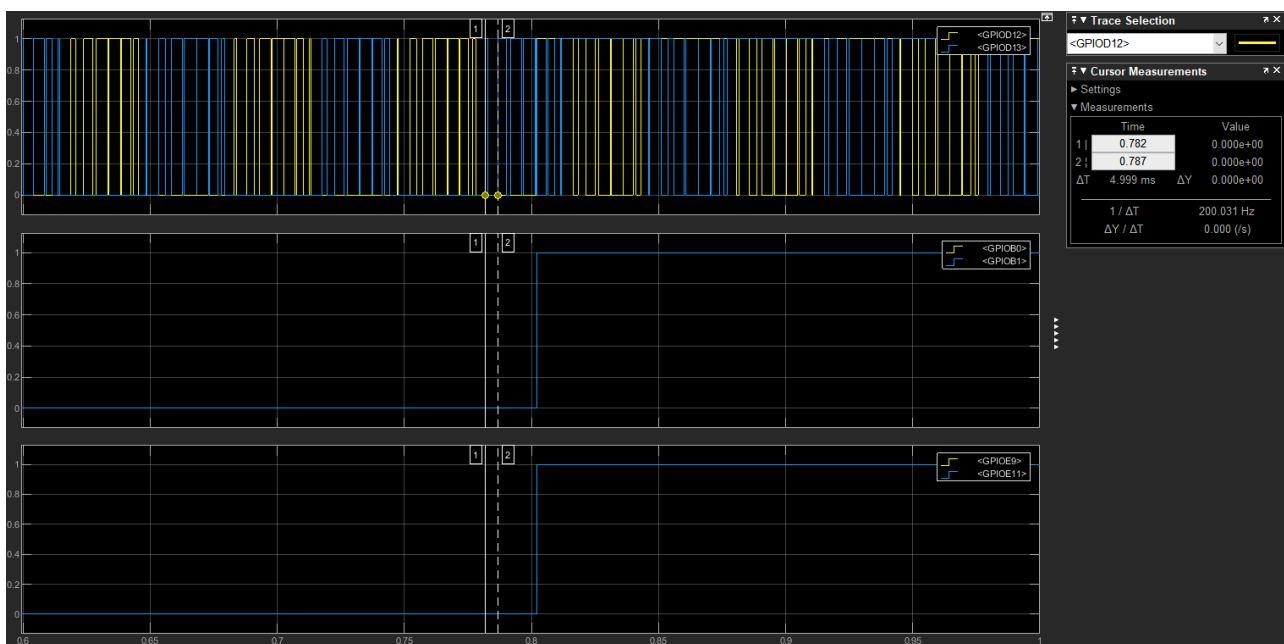 1
2
<GPIOD12>
<GPIOD13>
1
0.8
0.6
0.4
0.2
0
1
2
<GPIOB0>
<GPIOB1>
1
0.8
0.6
0.4
0.2
0
1
2
<GPIOE9>
<GPIOE11>
1
0.8
0.6
0.4
0.2
0
0.6
0.65
0.7
0.75
0.8
0.85
0.9
0.95
1
Trace Selection
<GPIOD12>
Cursor Measurements
Settings
Measurements
Time Value
1 | 0.782 0.000e+00
2 ¦ 0.787 0.000e+00
ΔT 4.999 ms ΔY 0.000e+00
1 / ΔT 200.031 Hz
ΔY / ΔT 0.000 (/s)